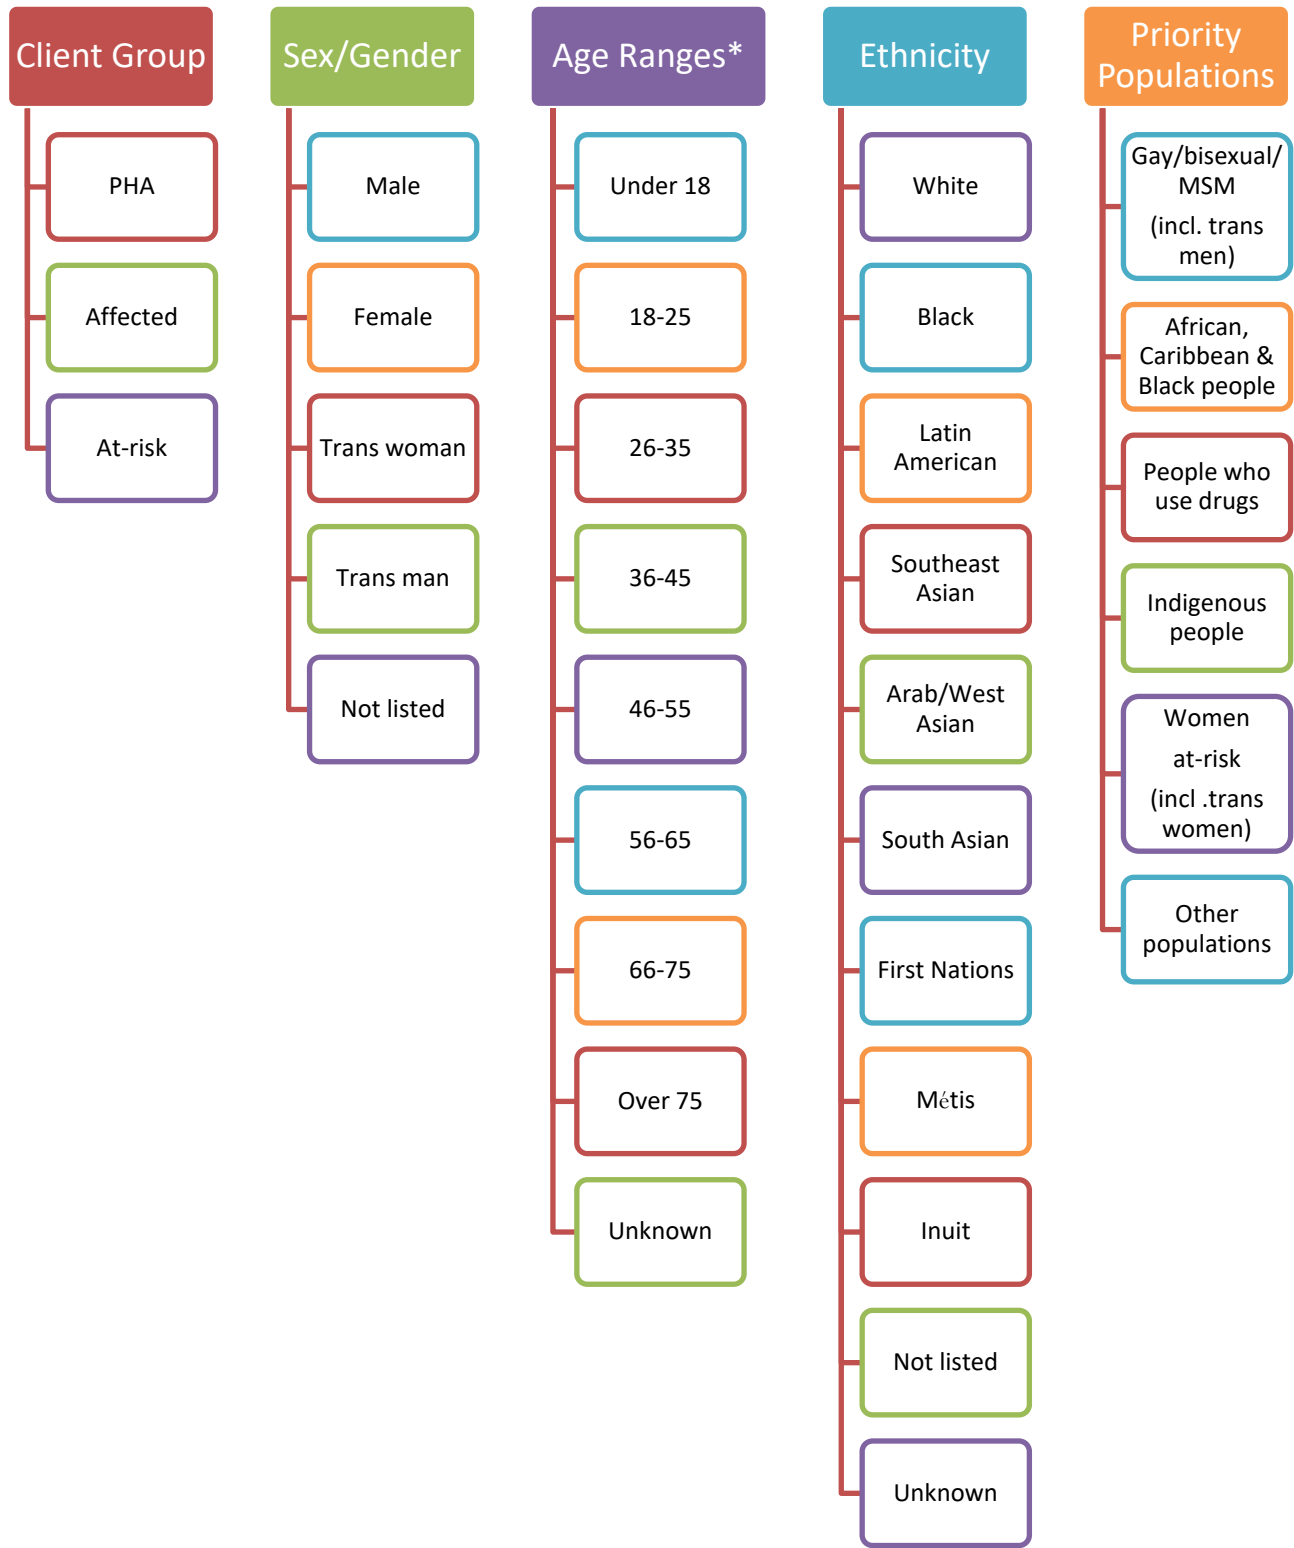 Client Group
PHA
Affected
At-risk
Sex/Gender
Male
Female
Trans woman
Trans man
Not listed
Age Ranges*
Under 18
18-25
26-35
36-45
46-55
56-65
66-75
Over 75
Unknown
Ethnicity
White
Black
Latin
American
Southeast
Asian
Arab/West
Asian
South Asian
First Nations
Métis
Inuit
Not listed
Unknown
Priority
Populations
Gay/bisexual/
MSM
(incl. trans
men)
African,
Caribbean &
Black people
People who
use drugs
Indigenous
people
Women
at-risk
(incl .trans
women)
Other
populations